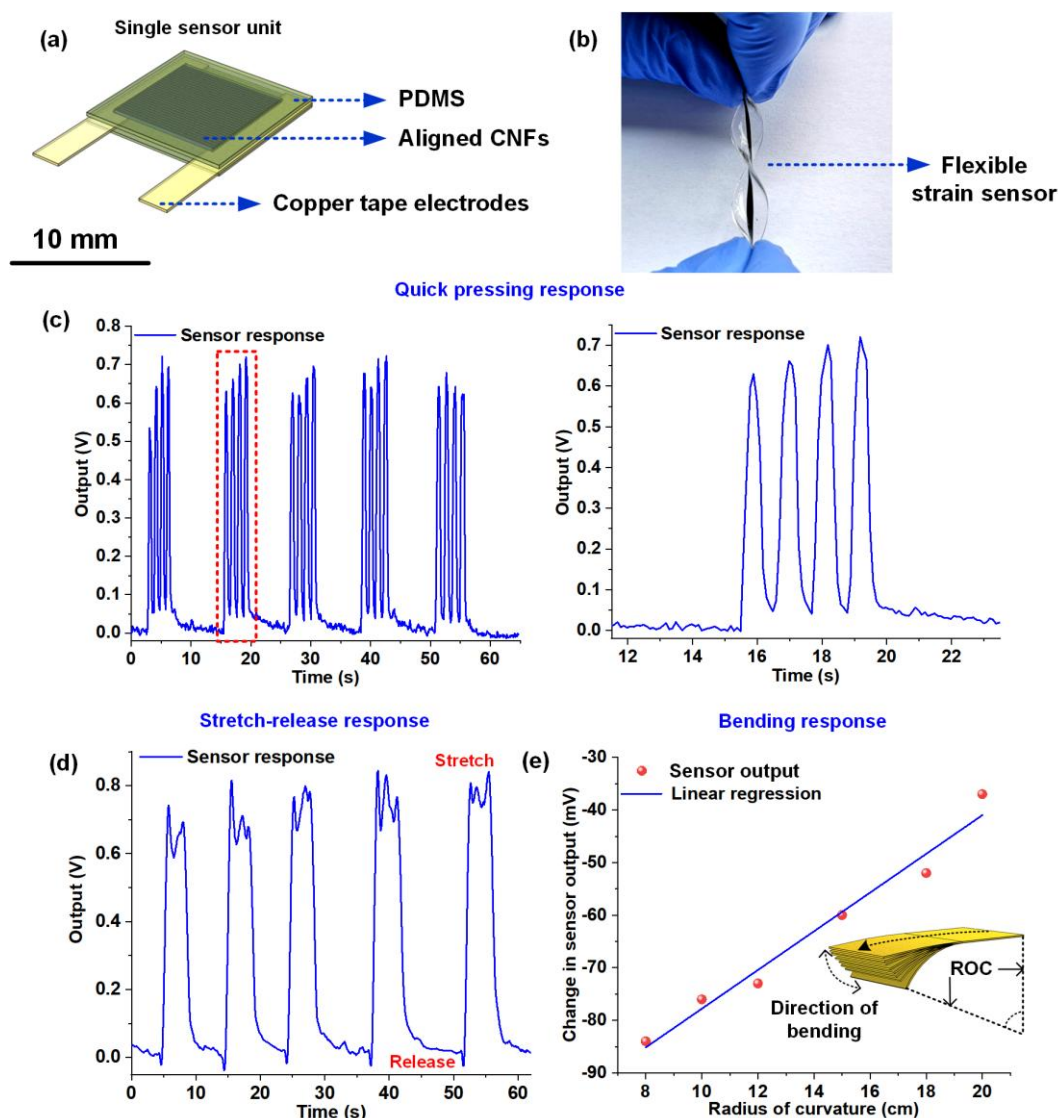 (a)
Single sensor unit
PDMS
Aligned CNFs
Copper tape electrodes
10 mm
(b)
Flexible
strain sensor
Quick pressing response
(c)
Sensor response
0.8
0.7
0.6
0.5
0.4
0.3
0.2
0.1
0.0
Output (V)
0 10 20 30 40 50 60
Time (s)
Sensor response
0.7
0.6
0.5
0.4
0.3
0.2
0.1
0.0
Output (V)
12 14 16 18 20 22
Time (s)
Stretch-release response
(d)
Sensor response
Stretch
0.8
0.6
0.4
0.2
0.0
Output (V)
Release
0 10 20 30 40 50 60
Time (s)
Bending response
(e)
Sensor output
Linear regression
-30
-40
-50
-60
-70
-80
-90
Change in sensor output (mV)
ROC
Direction of
bending
8 10 12 14 16 18 20
Radius of curvature (cm)